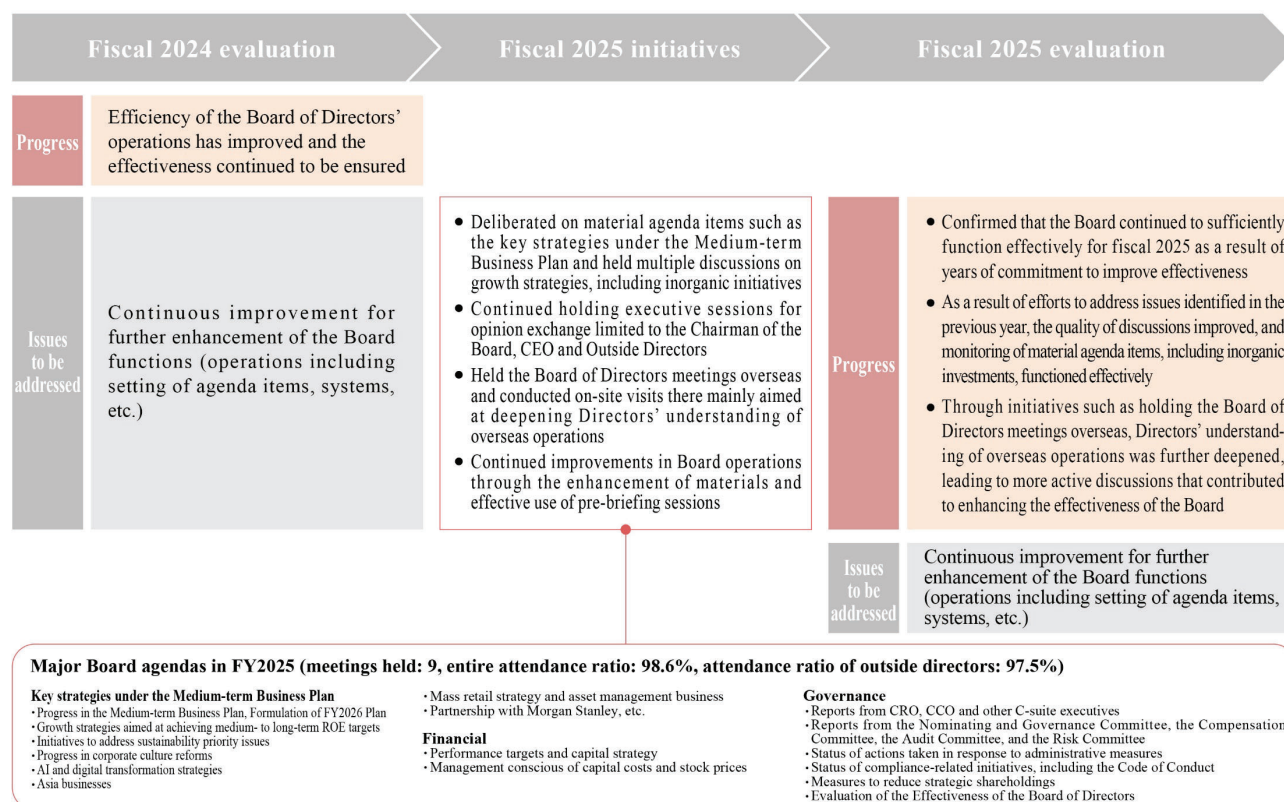 Fiscal 2024 evaluation
Fiscal 2025 initiatives
Fiscal 2025 evaluation
Progress
Efficiency of the Board of Directors’
operations has improved and the
effectiveness continued to be ensured
Issues
to be
addressed
Continuous improvement for
further enhancement of the Board
functions (operations including
setting of agenda items, systems,
etc.)
● Deliberated on material agenda items such as
the key strategies under the Medium-term
Business Plan and held multiple discussions on
growth strategies, including inorganic initiatives
● Continued holding executive sessions for
opinion exchange limited to the Chairman of the
Board, CEO and Outside Directors
● Held the Board of Directors meetings overseas
and conducted on-site visits there mainly aimed
at deepening Directors’ understanding of
overseas operations
● Continued improvements in Board operations
through the enhancement of materials and
effective use of pre-briefing sessions
Progress
● Confirmed that the Board continued to sufficiently
function effectively for fiscal 2025 as a result of
years of commitment to improve effectiveness
● As a result of efforts to address issues identified in the
previous year, the quality of discussions improved, and
monitoring of material agenda items, including inorganic
investments, functioned effectively
● Through initiatives such as holding the Board of
Directors meetings overseas, Directors’ understand-
ing of overseas operations was further deepened,
leading to more active discussions that contributed
to enhancing the effectiveness of the Board
Issues
to be
addressed
Continuous improvement for further
enhancement of the Board functions
(operations including setting of agenda items,
systems, etc.)
Major Board agendas in FY2025 (meetings held: 9, entire attendance ratio: 98.6%, attendance ratio of outside directors: 97.5%)
Key strategies under the Medium-term Business Plan
・Progress in the Medium-term Business Plan, Formulation of FY2026 Plan
・Growth strategies aimed at achieving medium- to long-term ROE targets
・Initiatives to address sustainability priority issues
・Progress in corporate culture reforms
・AI and digital transformation strategies
・Asia businesses
・Mass retail strategy and asset management business
・Partnership with Morgan Stanley, etc.
Financial
・Performance targets and capital strategy
・Management conscious of capital costs and stock prices
Governance
・Reports from CRO, CCO and other C-suite executives
・Reports from the Nominating and Governance Committee, the Compensation
Committee, the Audit Committee, and the Risk Committee
・Status of actions taken in response to administrative measures
・Status of compliance-related initiatives, including the Code of Conduct
・Measures to reduce strategic shareholdings
・Evaluation of the Effectiveness of the Board of Directors